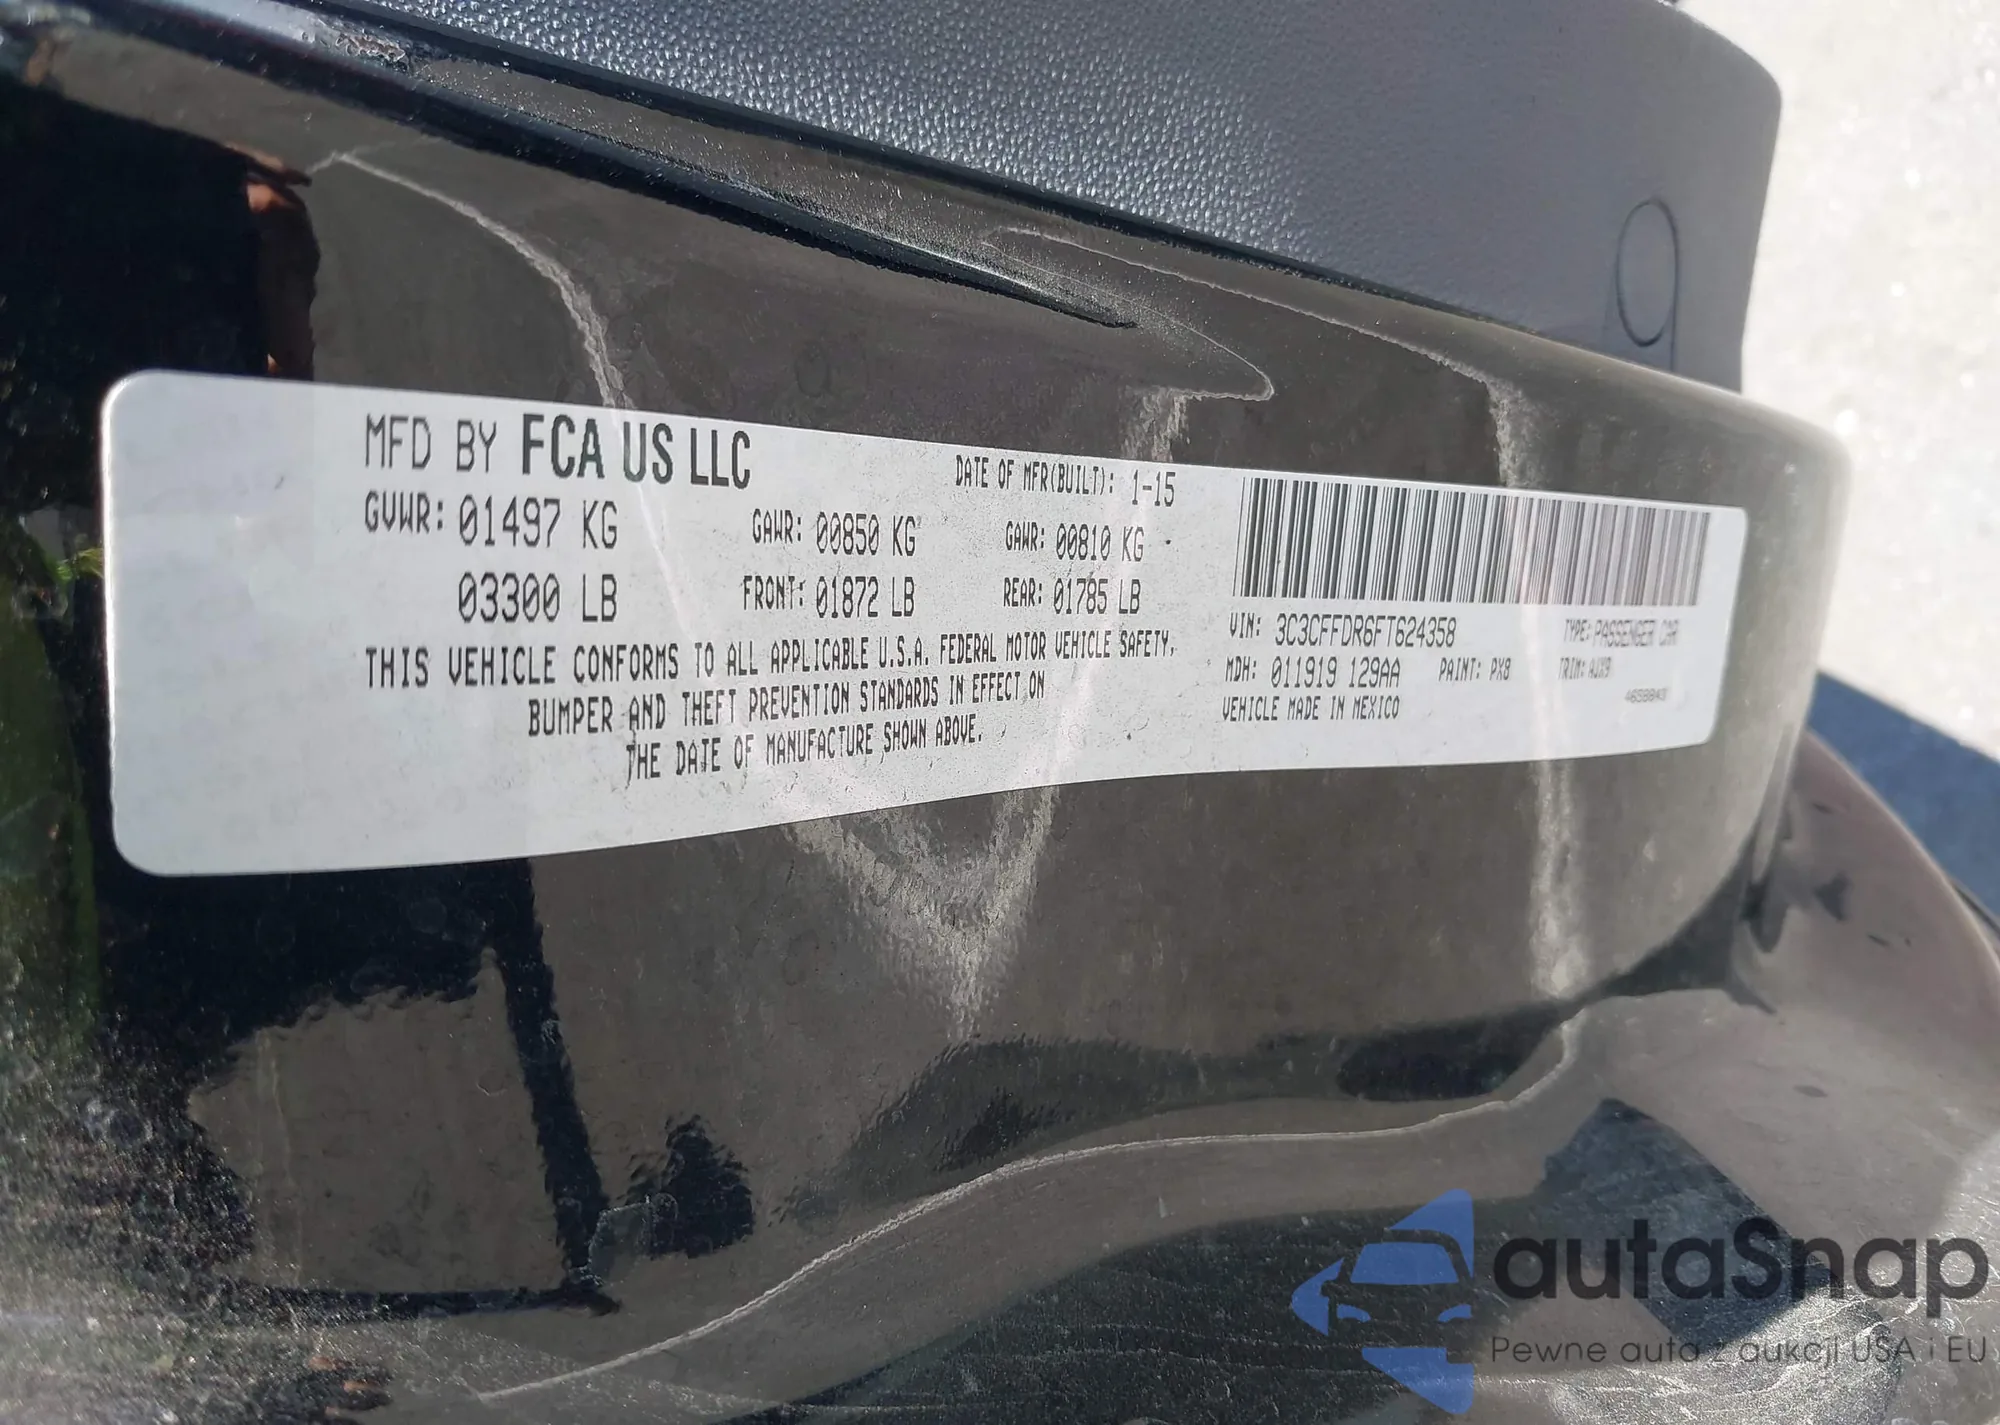 MFD BY FCA US LLC
DATE OF MFR(BUILT): 1-15
GVWR: 01497 KG GAWR: 00850 KG GAWR: 00810 KG
03300 LB FRONT: 01872 LB REAR: 01785 LB
THIS VEHICLE CONFORMS TO ALL APPLICABLE U.S.A. FEDERAL MOTOR VEHICLE SAFETY,
BUMPER AND THEFT PREVENTION STANDARDS IN EFFECT ON
THE DATE OF MANUFACTURE SHOWN ABOVE.
VIN: 3C3CFFDR6FT624358 TYPE: PASSENGER CAR
MDH: 011919 129AA PAINT: PX8 TRIM: A1X9
VEHICLE MADE IN MEXICO
autaSnap
Pewne auta z aukcji USA i EU